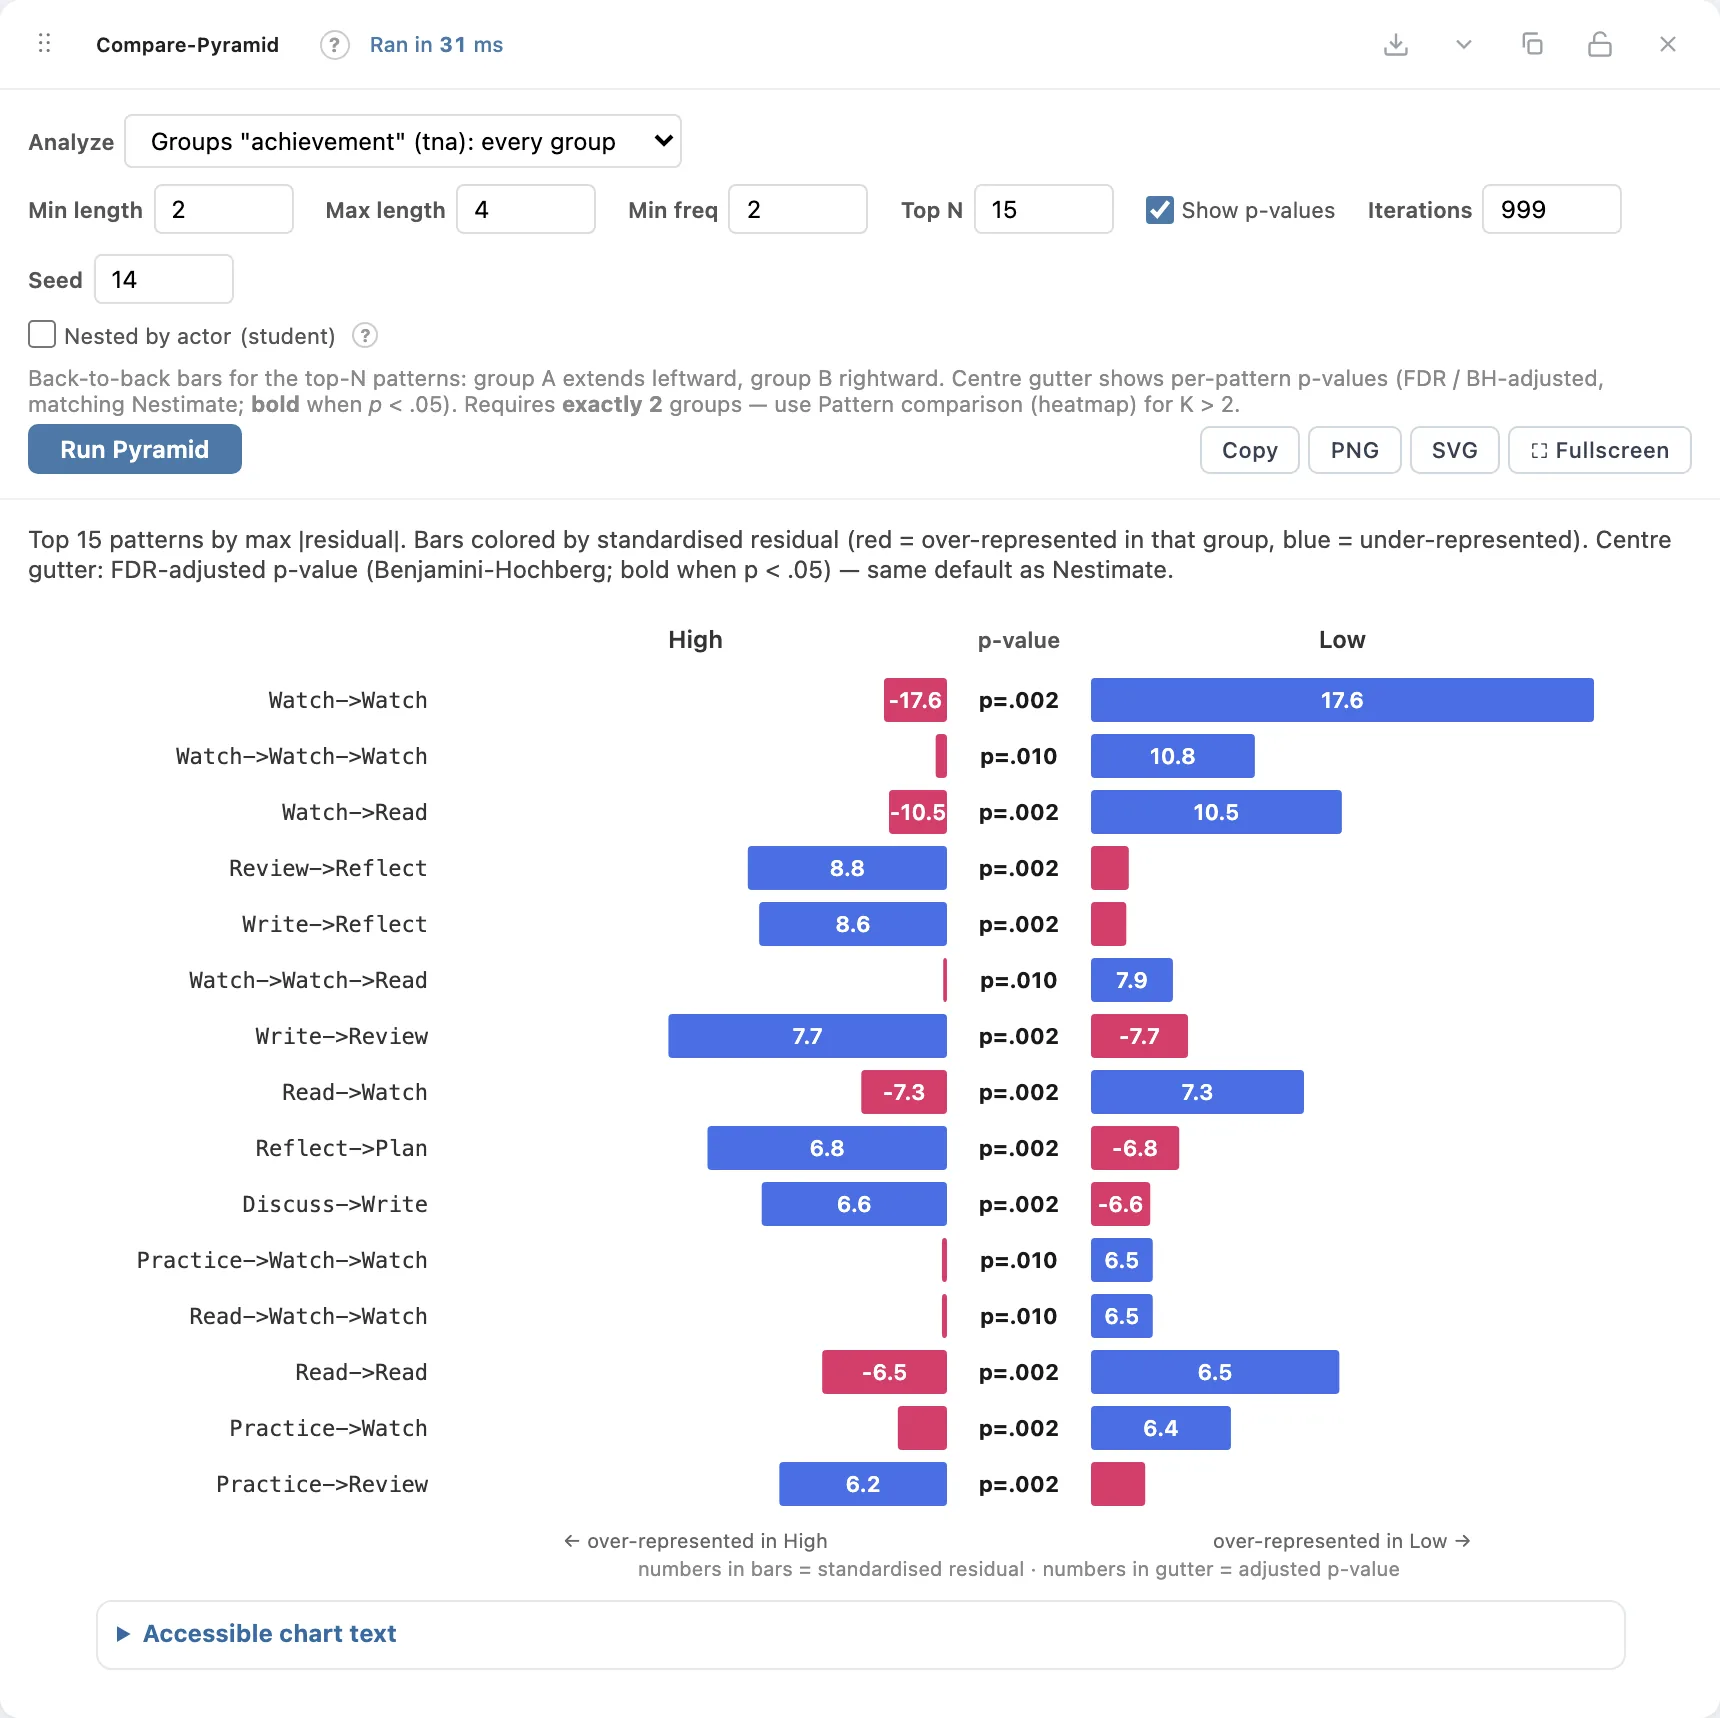 Compare-Pyramid ? Ran in 31 ms
Analyze Groups "achievement" (tna): every group
Min length 2 Max length 4 Min freq 2 Top N 15 Show p-values Iterations 999
Seed 14
Nested by actor (student) ?
Back-to-back bars for the top-N patterns: group A extends leftward, group B rightward. Centre gutter shows per-pattern p-values (FDR / BH-adjusted,
matching Nestimate; bold when p < .05). Requires exactly 2 groups — use Pattern comparison (heatmap) for K > 2.
Run Pyramid Copy PNG SVG Fullscreen
Top 15 patterns by max |residual|. Bars colored by standardised residual (red = over-represented in that group, blue = under-represented). Centre
gutter: FDR-adjusted p-value (Benjamini-Hochberg; bold when p < .05) — same default as Nestimate.
High p-value Low
Watch->Watch -17.6 p=.002 17.6
Watch->Watch->Watch p=.010 10.8
Watch->Read -10.5 p=.002 10.5
Review->Reflect 8.8 p=.002
Write->Reflect 8.6 p=.002
Watch->Watch->Read p=.010 7.9
Write->Review 7.7 p=.002 -7.7
Read->Watch -7.3 p=.002 7.3
Reflect->Plan 6.8 p=.002 -6.8
Discuss->Write 6.6 p=.002 -6.6
Practice->Watch->Watch p=.010 6.5
Read->Watch->Watch p=.010 6.5
Read->Read -6.5 p=.002 6.5
Practice->Watch p=.002 6.4
Practice->Review 6.2 p=.002
← over-represented in High over-represented in Low →
numbers in bars = standardised residual · numbers in gutter = adjusted p-value
▶ Accessible chart text